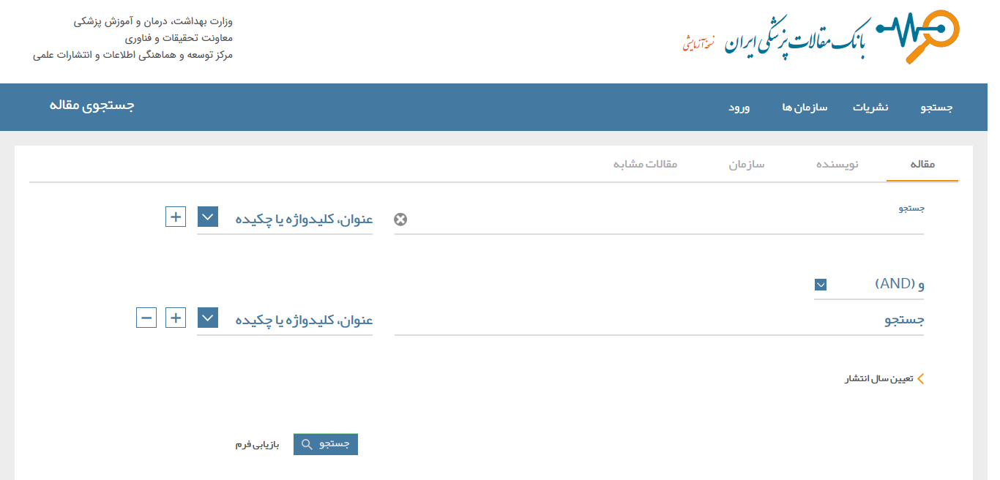 بانک مقالات پزشکی ایران نسخه آزمایشی
وزارت بهداشت، درمان و آموزش پزشکی
معاونت تحقیقات و فناوری
مرکز توسعه و هماهنگی اطلاعات و انتشارات علمی
جستجو نشریات سازمان ها ورود جستجوی مقاله
مقاله نویسنده سازمان مقالات مشابه
جستجو
عنوان، کلیدواژه یا چکیده
و (AND)
جستجو عنوان، کلیدواژه یا چکیده
تعیین سال انتشار
جستجو بازیابی فرم